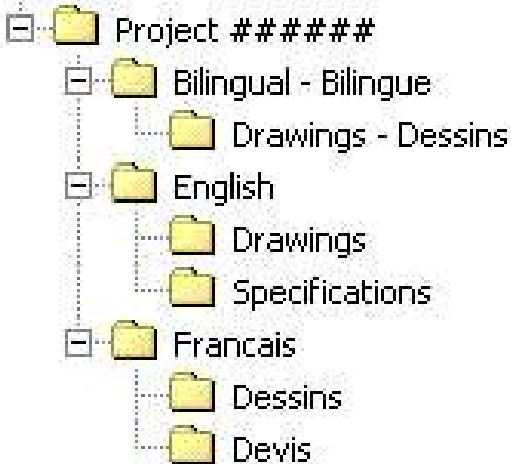 Project ######
Bilingual - Bilingue
Drawings - Dessins
English
Drawings
Specifications
Francais
Dessins
Devis